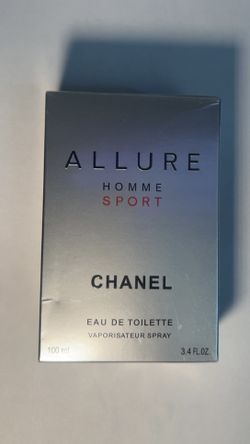 ALLURE
HOMME
SPORT
CHANEL
EAU DE TOILETTE
VAPORISATEUR SPRAY
100 ml 3.4 FL.OZ.